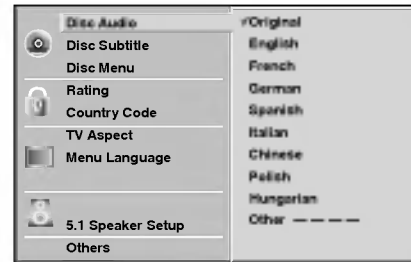 Disc Audio
Disc Subtitle
Disc Menu
Rating
Country Code
TV Aspect
Menu Language
5.1 Speaker Setup
Others
✓Original
English
French
German
Spanish
Italian
Chinese
Polish
Hungarian
Other — — — —